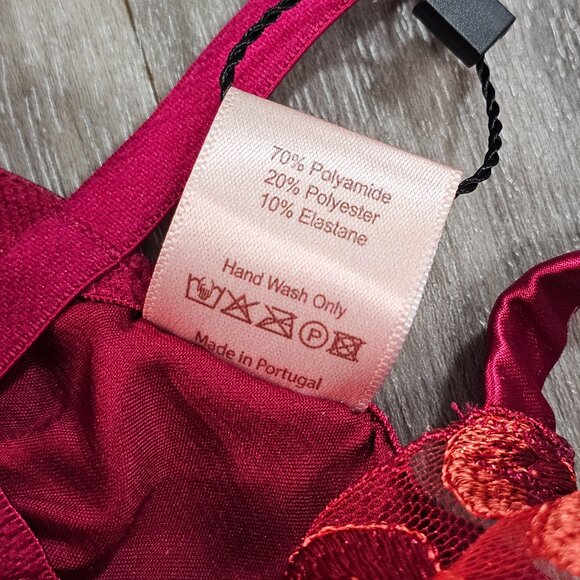 70% Polyamide
20% Polyester
10% Elastane
Hand Wash Only
P
Made in Portugal